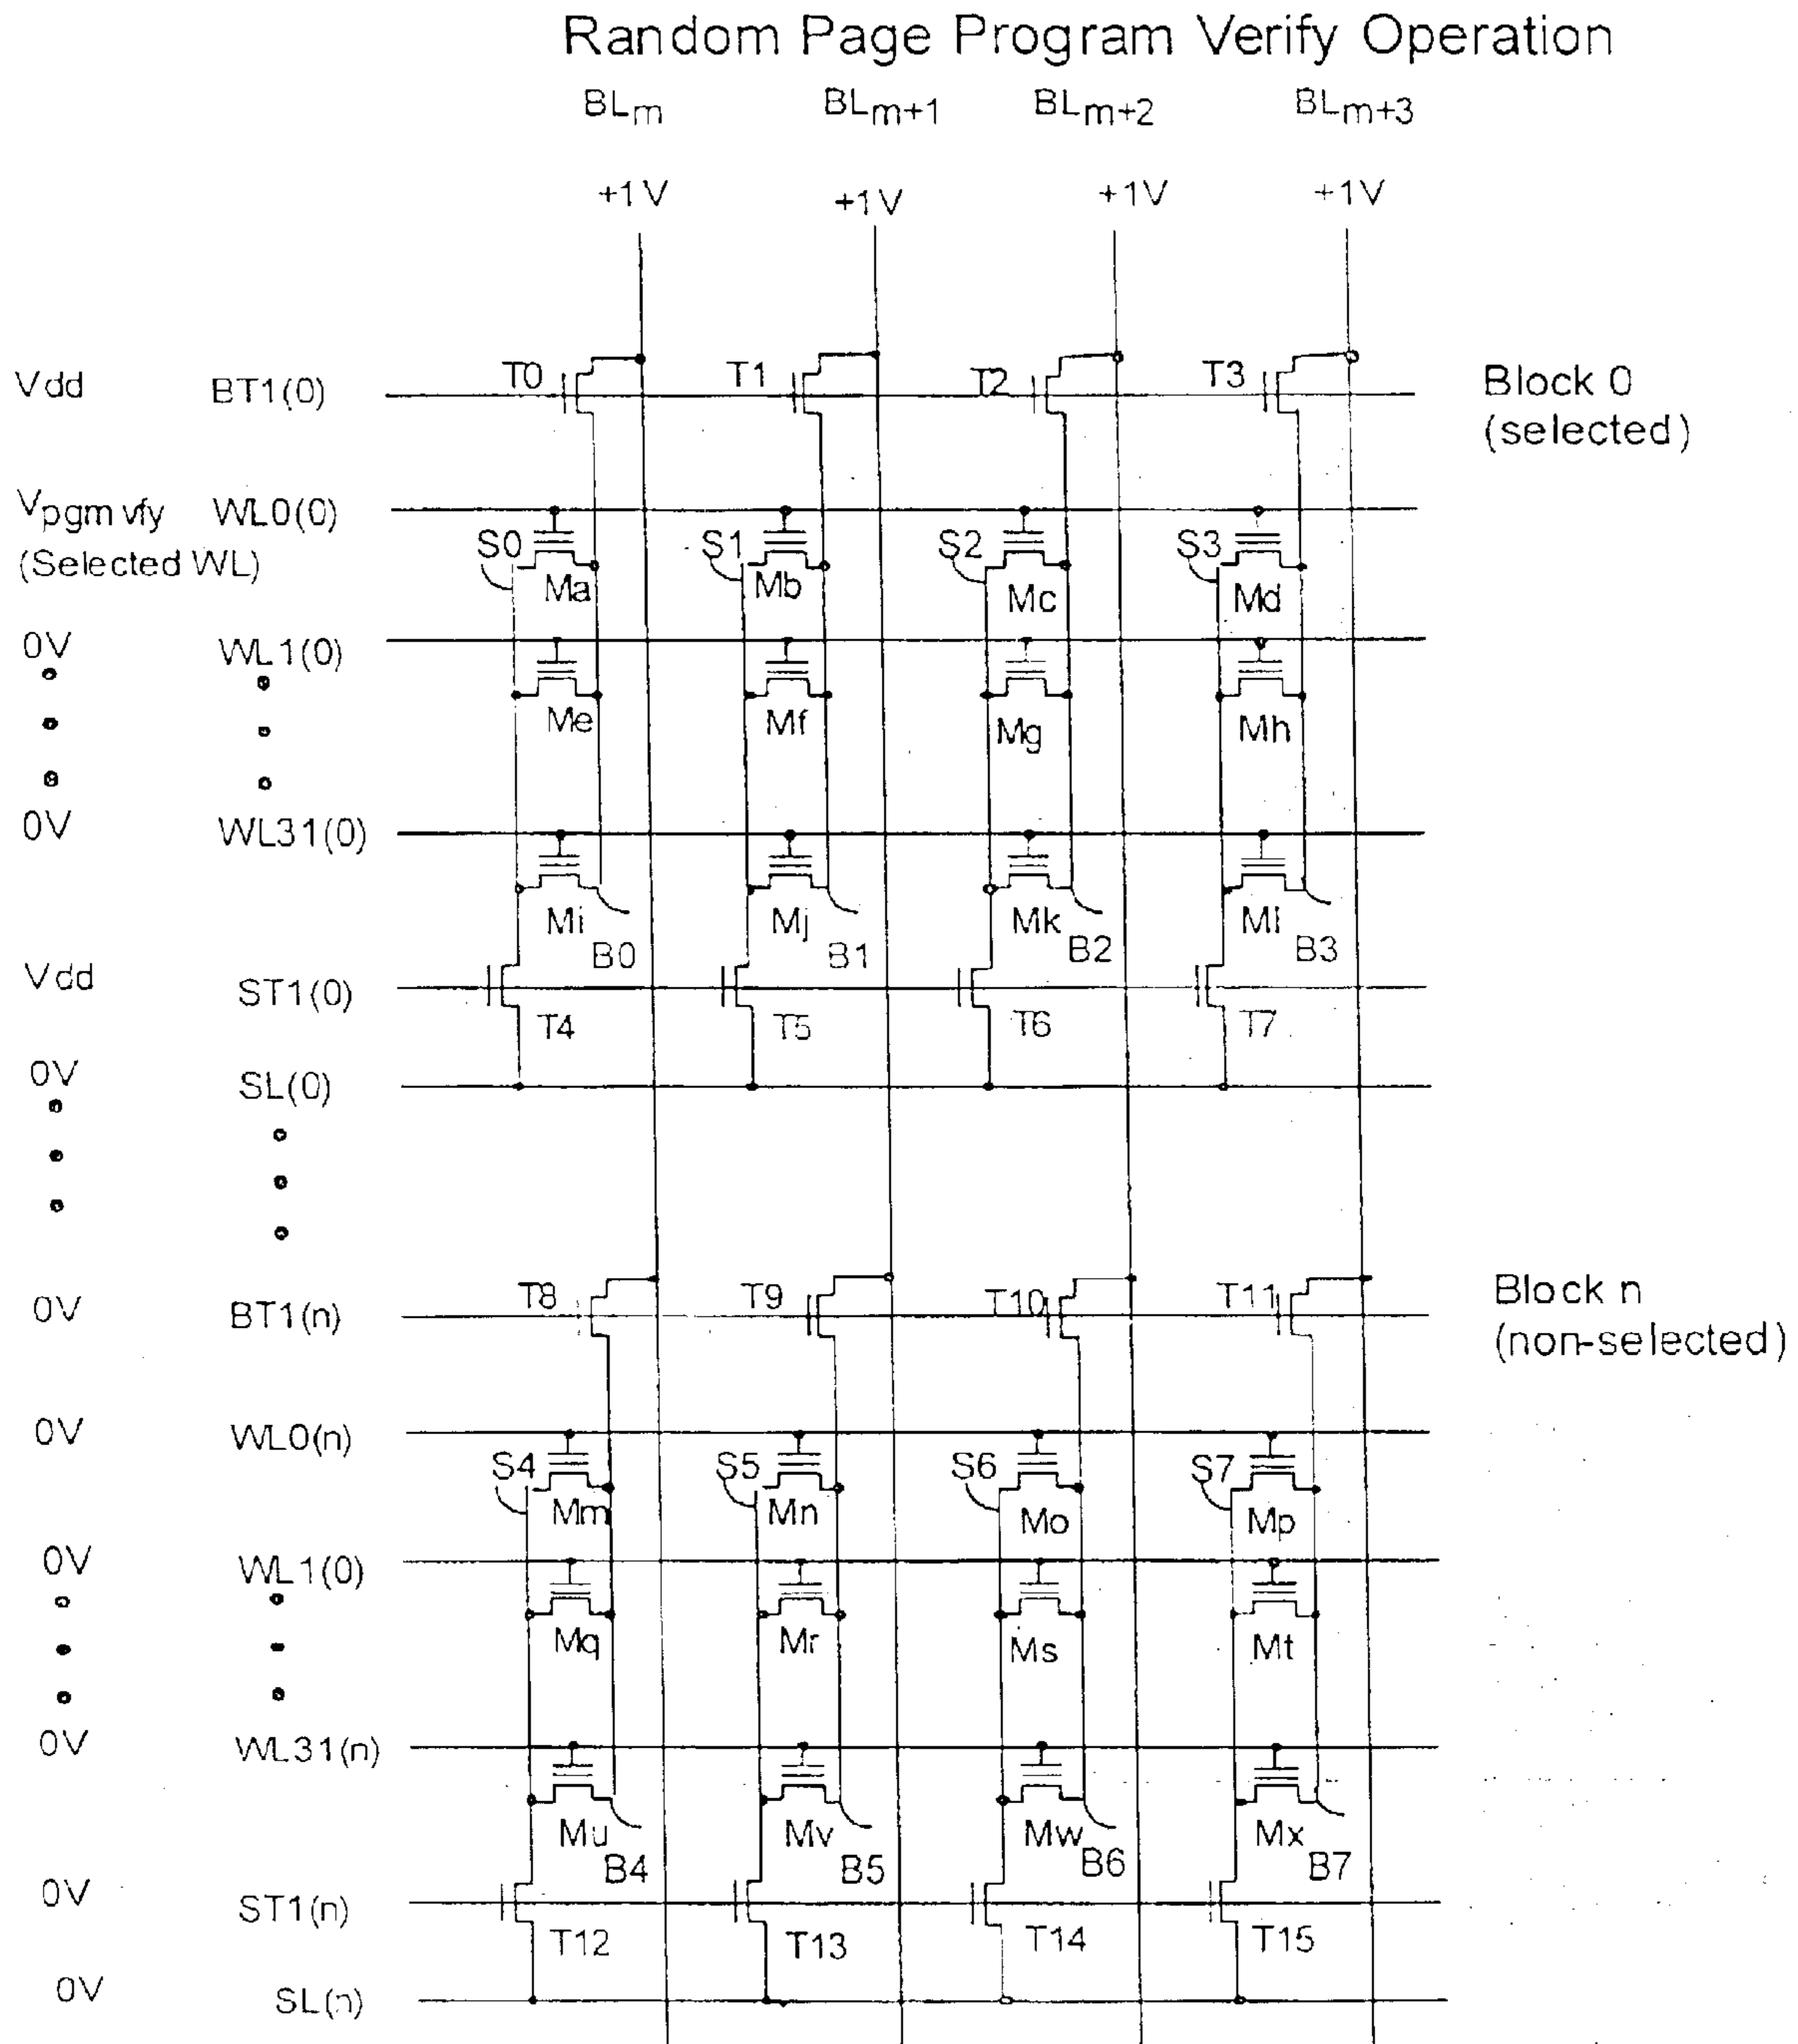 Random Page Program Verify Operation
BLm BLm+1 BLm+2 BLm+3
+1V +1V +1V +1V
Vdd BT1(0) T0 T1 T2 T3 Block 0
(selected)
Vpgm vfy WL0(0)
(Selected WL) S0 S1 S2 S3
Ma Mb Mc Md
0V WL1(0)
Me Mf Mg Mh
0V WL31(0)
Mi Mj Mk Ml
B0 B1 B2 B3
Vdd ST1(0)
T4 T5 T6 T7
0V SL(0)
0V BT1(n) T8 T9 T10 T11 Block n
(non-selected)
0V WL0(n)
S4 S5 S6 S7
Mm Mn Mo Mp
0V WL1(0)
Mq Mr Ms Mt
0V WL31(n)
Mu Mv Mw Mx
B4 B5 B6 B7
0V ST1(n)
T12 T13 T14 T15
0V SL(n)